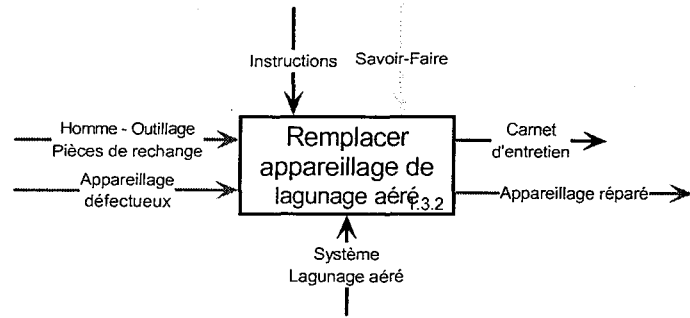 Instructions
Savoir-Faire
Homme - Outillage
Pièces de rechange
Appareillage
défectueux
Remplacer
appareillage de
lagunage aéré
1.3.2
Carnet
d'entretien
Appareillage réparé
Système
Lagunage aéré